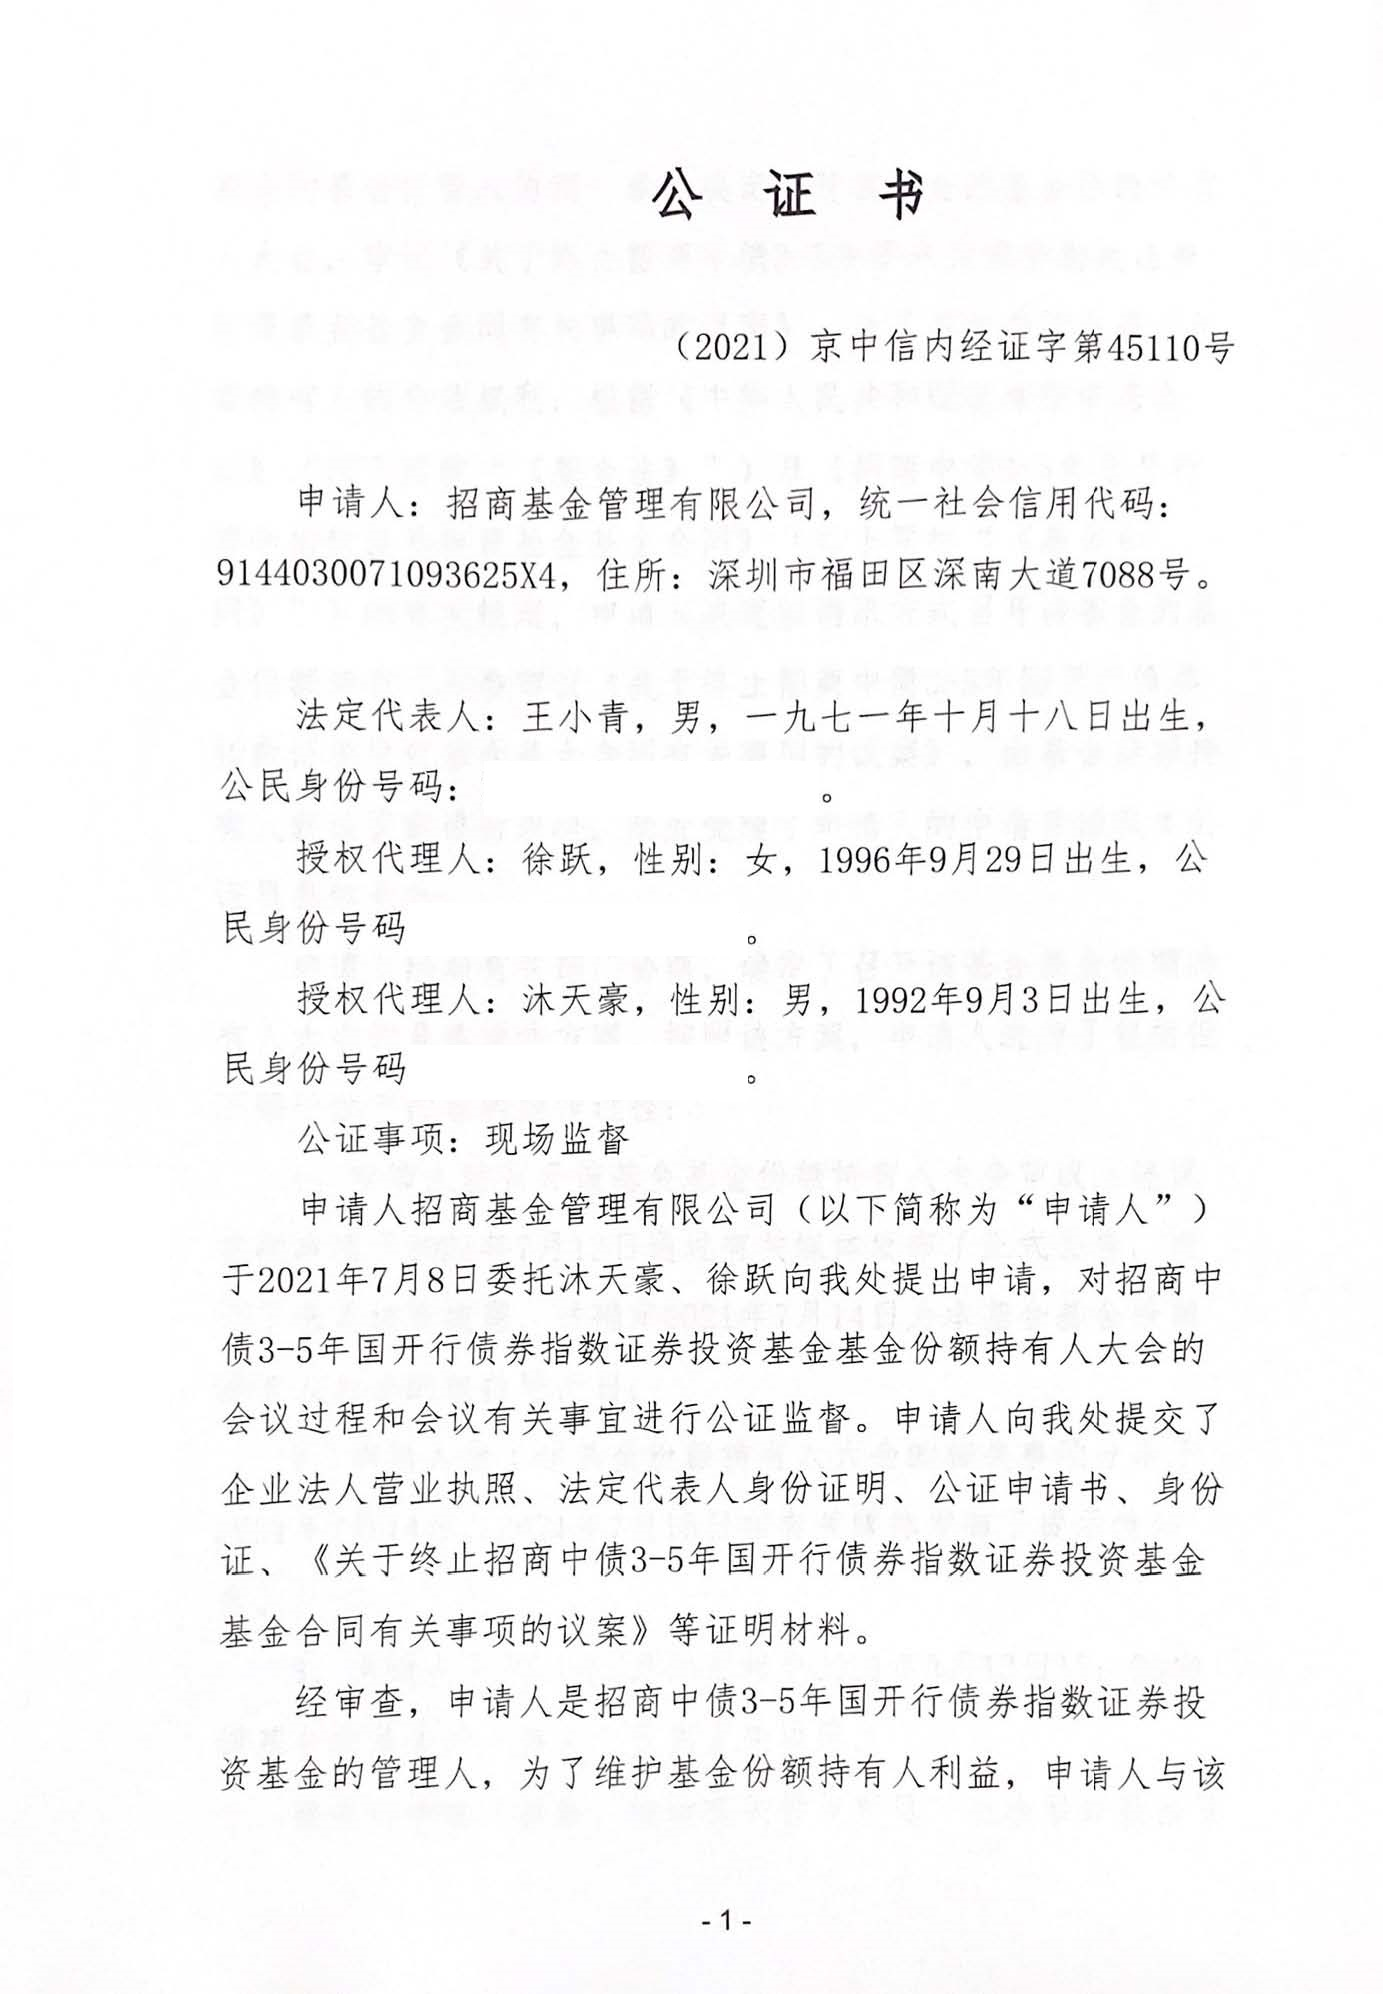 公 证 书
（2021）京中信内经证字第45110号
申请人：招商基金管理有限公司，统一社会信用代码：
9144030071093625X4，住所：深圳市福田区深南大道7088号。
法定代表人：王小青，男，一九七一年十月十八日出生，
公民身份号码：      。
授权代理人：徐跃，性别：女，1996年9月29日出生，公
民身份号码      。
授权代理人：沐天豪，性别：男，1992年9月3日出生，公
民身份号码      。
公证事项：现场监督
申请人招商基金管理有限公司（以下简称为“申请人”）
于2021年7月8日委托沐天豪、徐跃向我处提出申请，对招商中
债3-5年国开行债券指数证券投资基金基金份额持有人大会的
会议过程和会议有关事宜进行公证监督。申请人向我处提交了
企业法人营业执照、法定代表人身份证明、公证申请书、身份
证、《关于终止招商中债3-5年国开行债券指数证券投资基金
基金合同有关事项的议案》等证明材料。
经审查，申请人是招商中债3-5年国开行债券指数证券投
资基金的管理人，为了维护基金份额持有人利益，申请人与该
- 1 -